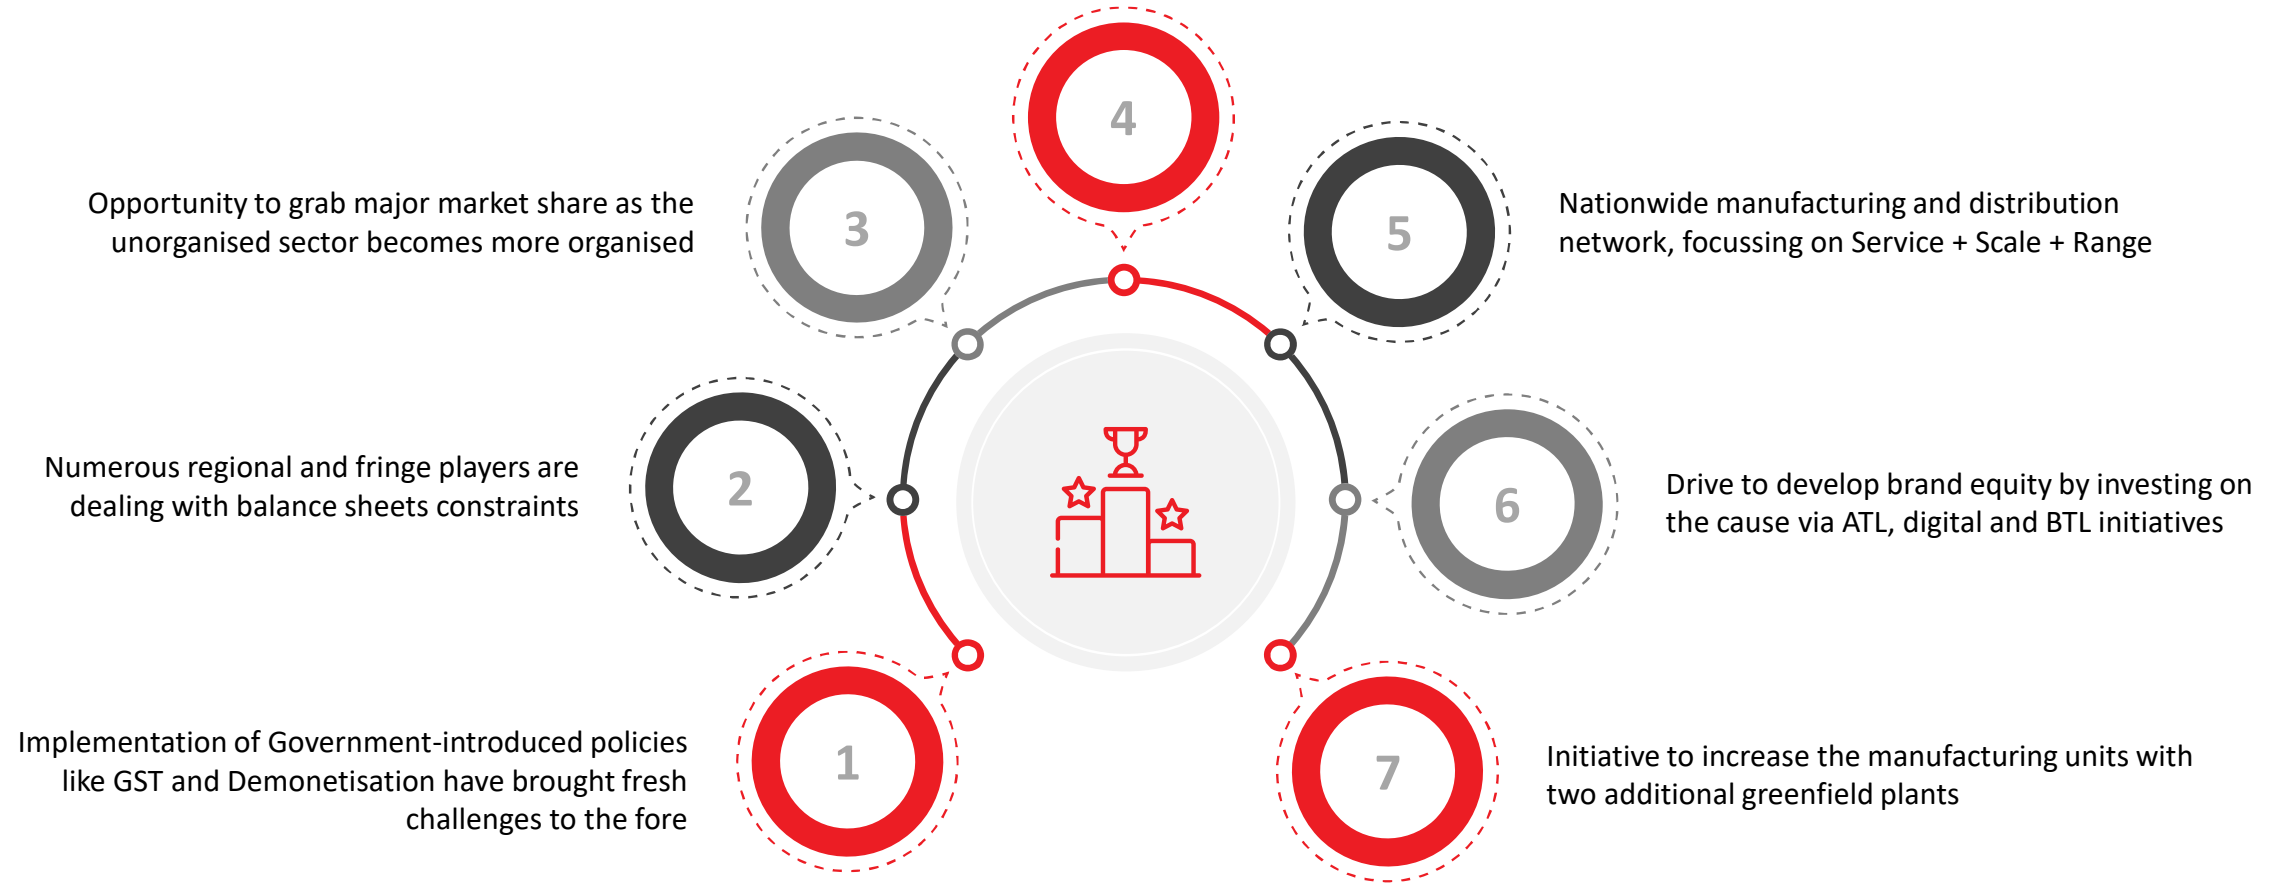 4
3
Opportunity to grab major market share as the
unorganised sector becomes more organised
5
Nationwide manufacturing and distribution
network, focussing on Service + Scale + Range
2
Numerous regional and fringe players are
dealing with balance sheets constraints
6
Drive to develop brand equity by investing on
the cause via ATL, digital and BTL initiatives
1
Implementation of Government-introduced policies
like GST and Demonetisation have brought fresh
challenges to the fore
7
Initiative to increase the manufacturing units with
two additional greenfield plants